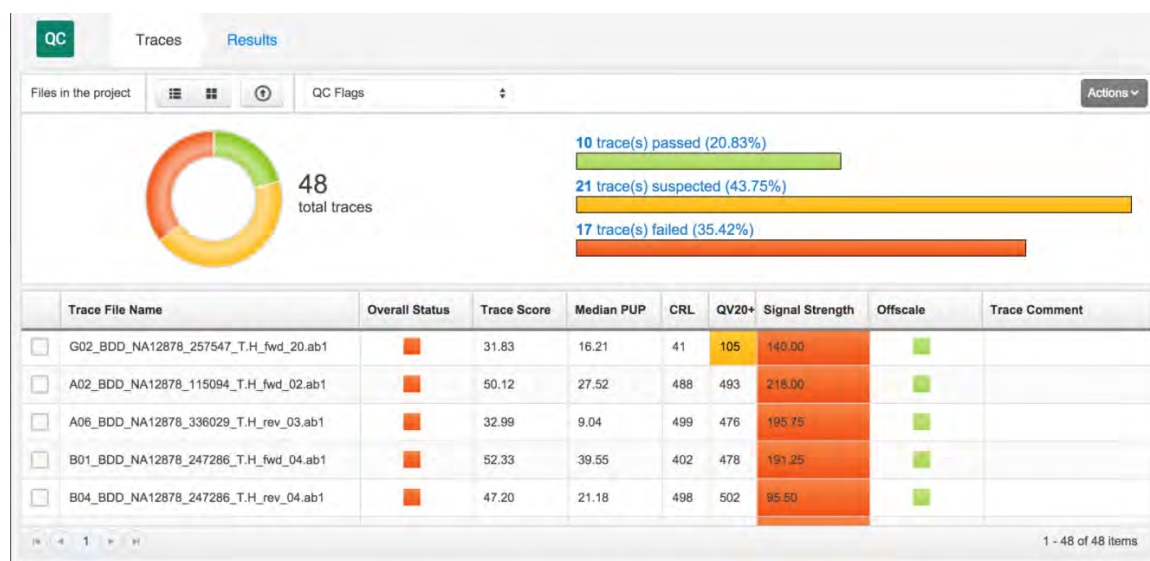 QC Traces Results
Files in the project QC Flags Actions
48
total traces
10 trace(s) passed (20.83%)
21 trace(s) suspected (43.75%)
17 trace(s) failed (35.42%)
Trace File Name Overall Status Trace Score Median PUP CRL QV20+ Signal Strength Offscale Trace Comment
G02_BDD_NA12878_257547_T.H_fwd_20.ab1 31.83 16.21 41 105 140.00
A02_BDD_NA12878_115094_T.H_fwd_02.ab1 50.12 27.52 488 493 218.00
A06_BDD_NA12878_336029_T.H_rev_03.ab1 32.99 9.04 499 476 195.75
B01_BDD_NA12878_247286_T.H_fwd_04.ab1 52.33 39.55 402 478 191.25
B04_BDD_NA12878_247286_T.H_rev_04.ab1 47.20 21.18 498 502 95.50
1 1 - 48 of 48 items